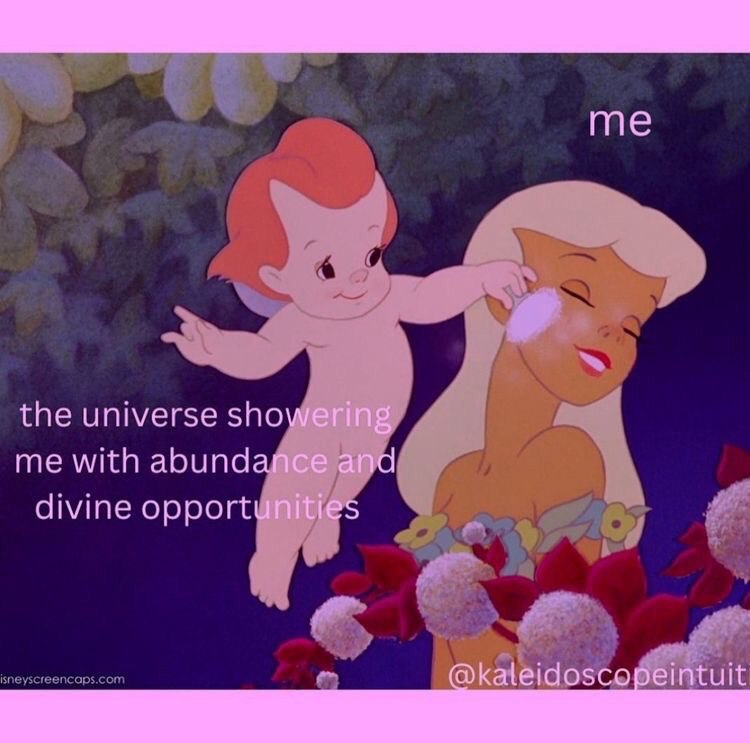 me
the universe showering
me with abundance and
divine opportunities
isneyscreencaps.com
@kaleidoscopeintuit